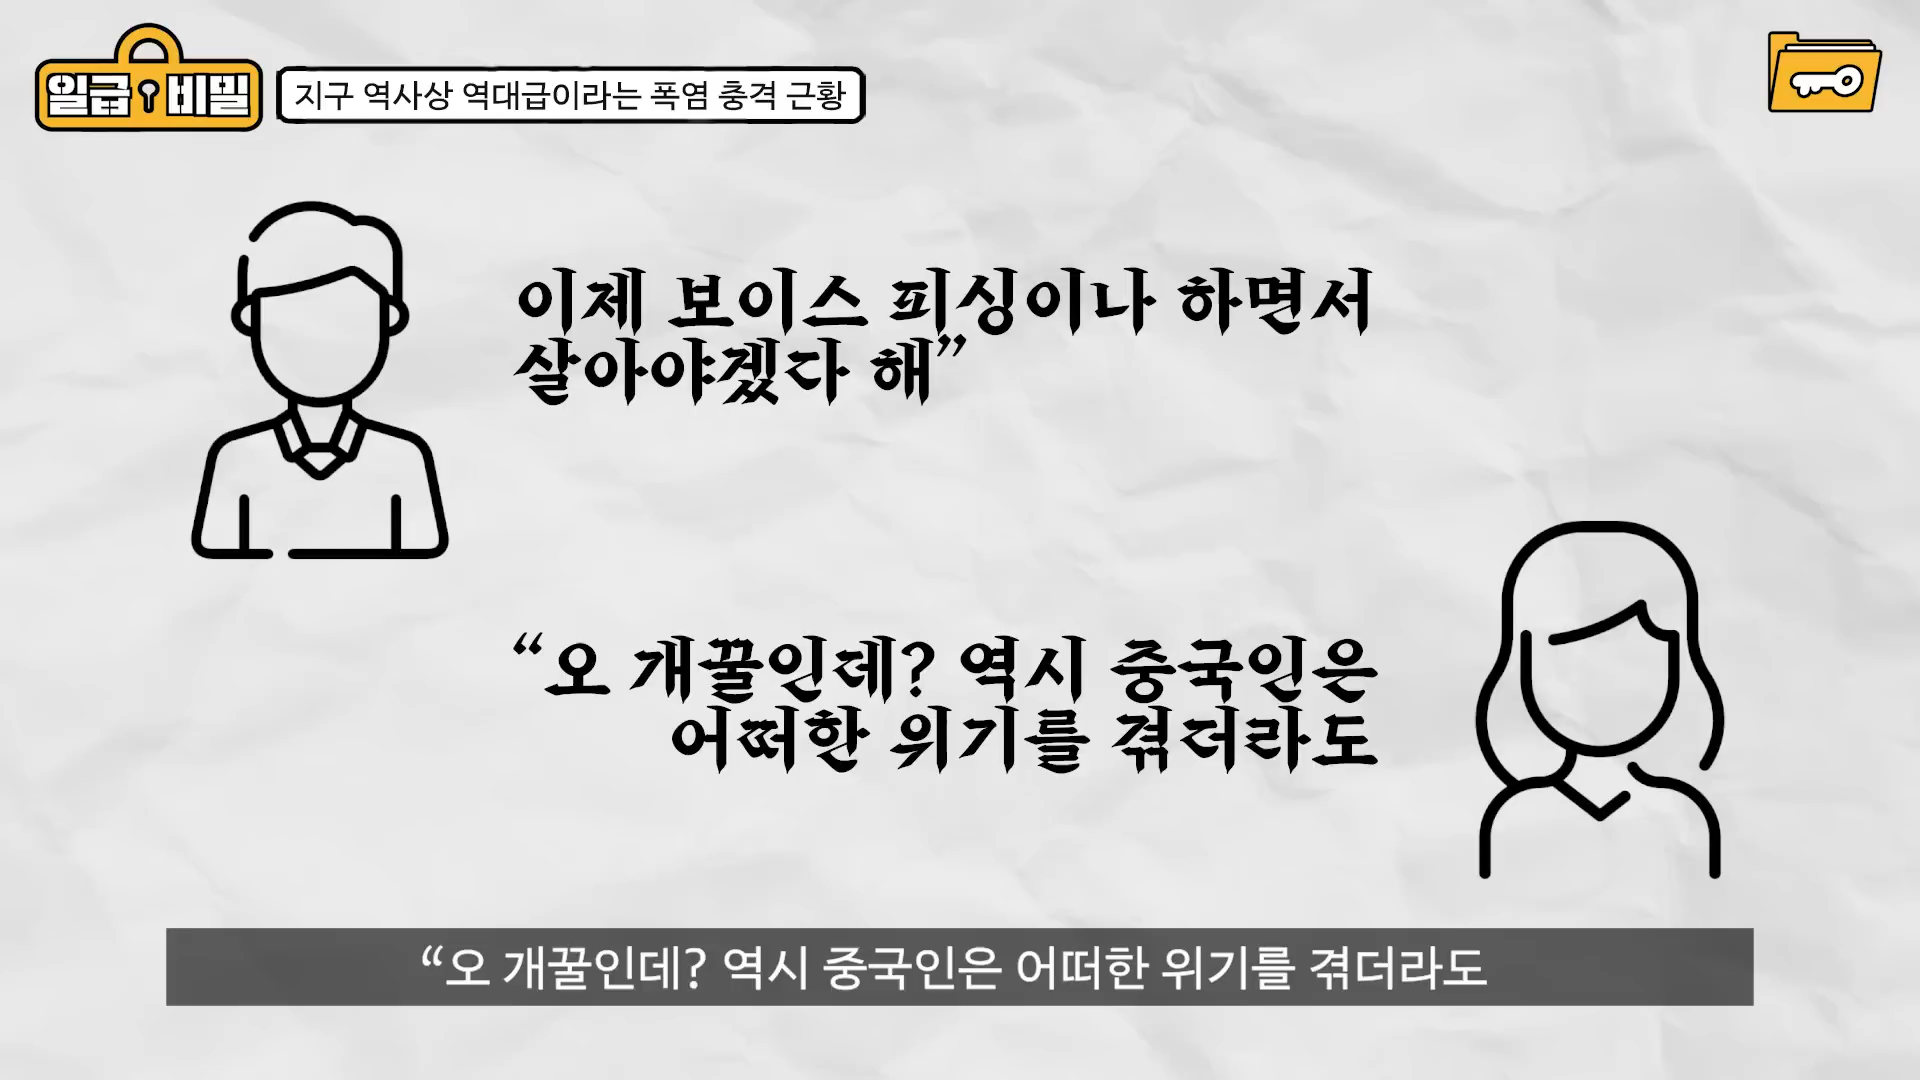 일급비밀
지구 역사상 역대급이라는 폭염 충격 근황
이제 보이스 피싱이나 하면서
살아야겠다 해”
“오 개꿀인데? 역시 중국인은
어떠한 위기를 겪더라도
“오 개꿀인데? 역시 중국인은 어떠한 위기를 겪더라도